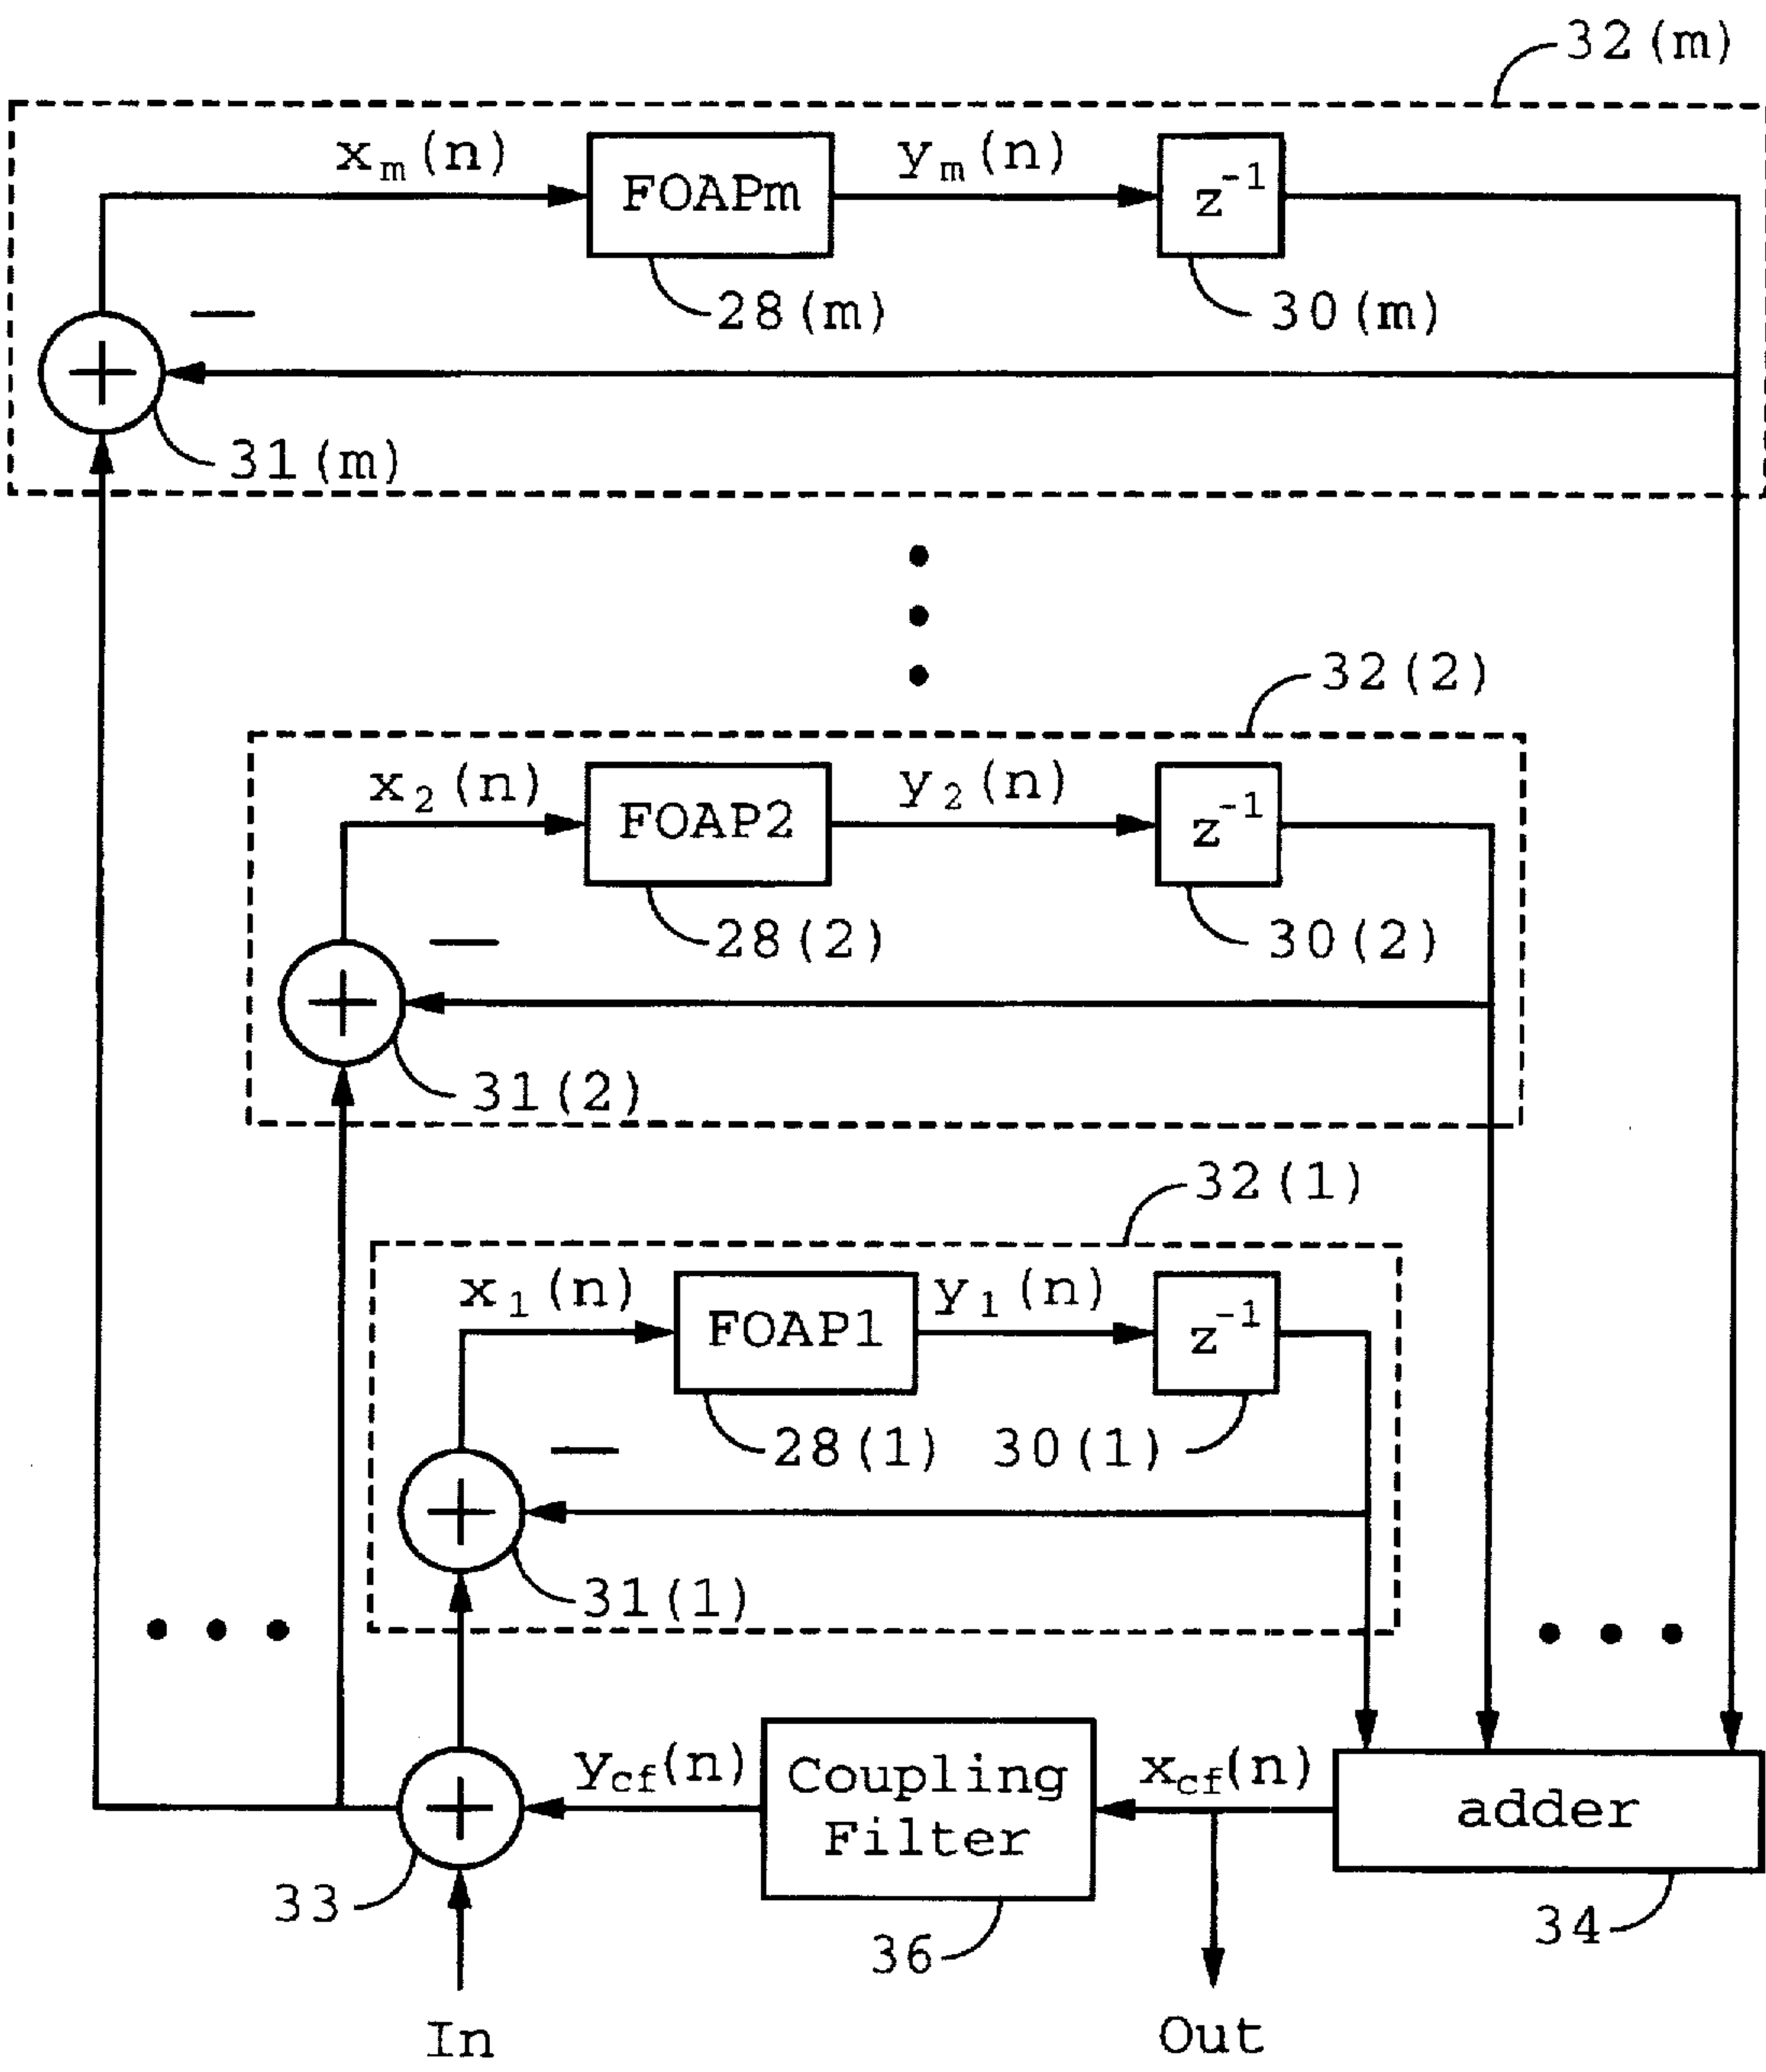 32(m)
xₘ(n)
FOAPm
yₘ(n)
z⁻¹
28(m)
30(m)
—
+
31(m)
32(2)
x₂(n)
FOAP2
y₂(n)
z⁻¹
28(2)
30(2)
—
+
31(2)
32(1)
x₁(n)
FOAP1
y₁(n)
z⁻¹
28(1)
30(1)
—
+
31(1)
+
y_cf(n)
Coupling
Filter
x_cf(n)
adder
33
36
34
In
Out